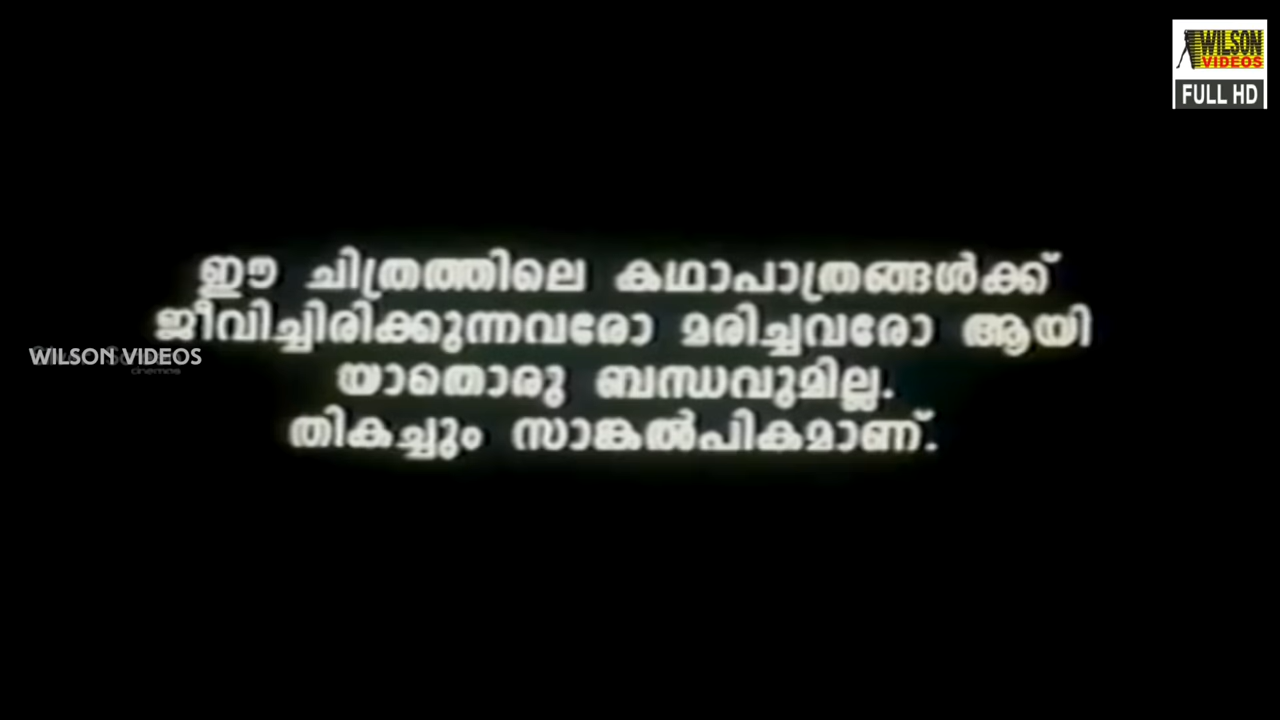 WILSON
VIDEOS
FULL HD
ഈ ചിത്രത്തിലെ കഥാപാത്രങ്ങൾക്ക്
ജീവിച്ചിരിക്കുന്നവരോ മരിച്ചവരോ ആയി
WILSON VIDEOS
cinemas
യാതൊരു ബന്ധവുമില്ല.
തികച്ചും സാങ്കൽപികമാണ്.